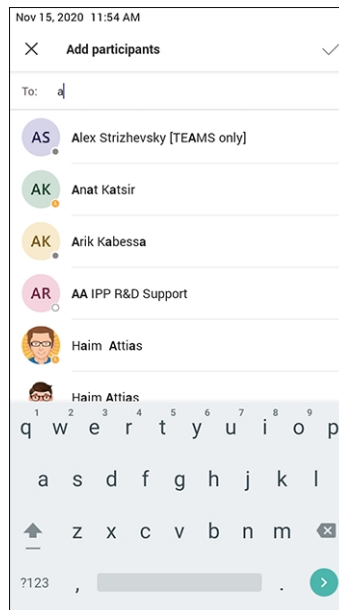 Nov 15, 2020 11:54 AM
Add participants
To: a
AS Alex Strizhevsky [TEAMS only]
AK Anat Katsir
AK Arik Kabessa
AR AA IPP R&D Support
Haim Attias
Haim Attias
1 2 3 4 5 6 7 8 9
q w e r t y u i o p
a s d f g h j k l
z x c v b n m
?123 , .